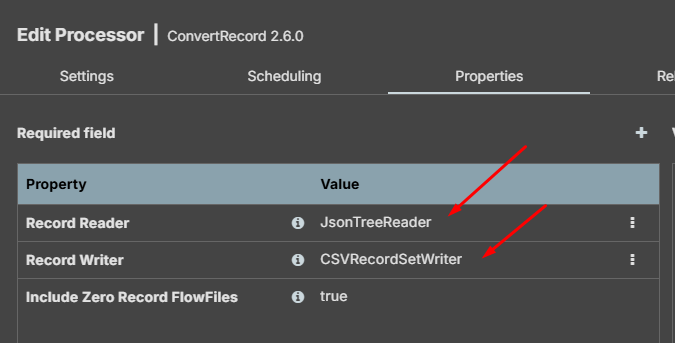 Edit Processor | ConvertRecord 2.6.0
Settings Scheduling Properties Re
Required field
Property Value
Record Reader JsonTreeReader
Record Writer CSVRecordSetWriter
Include Zero Record FlowFiles true